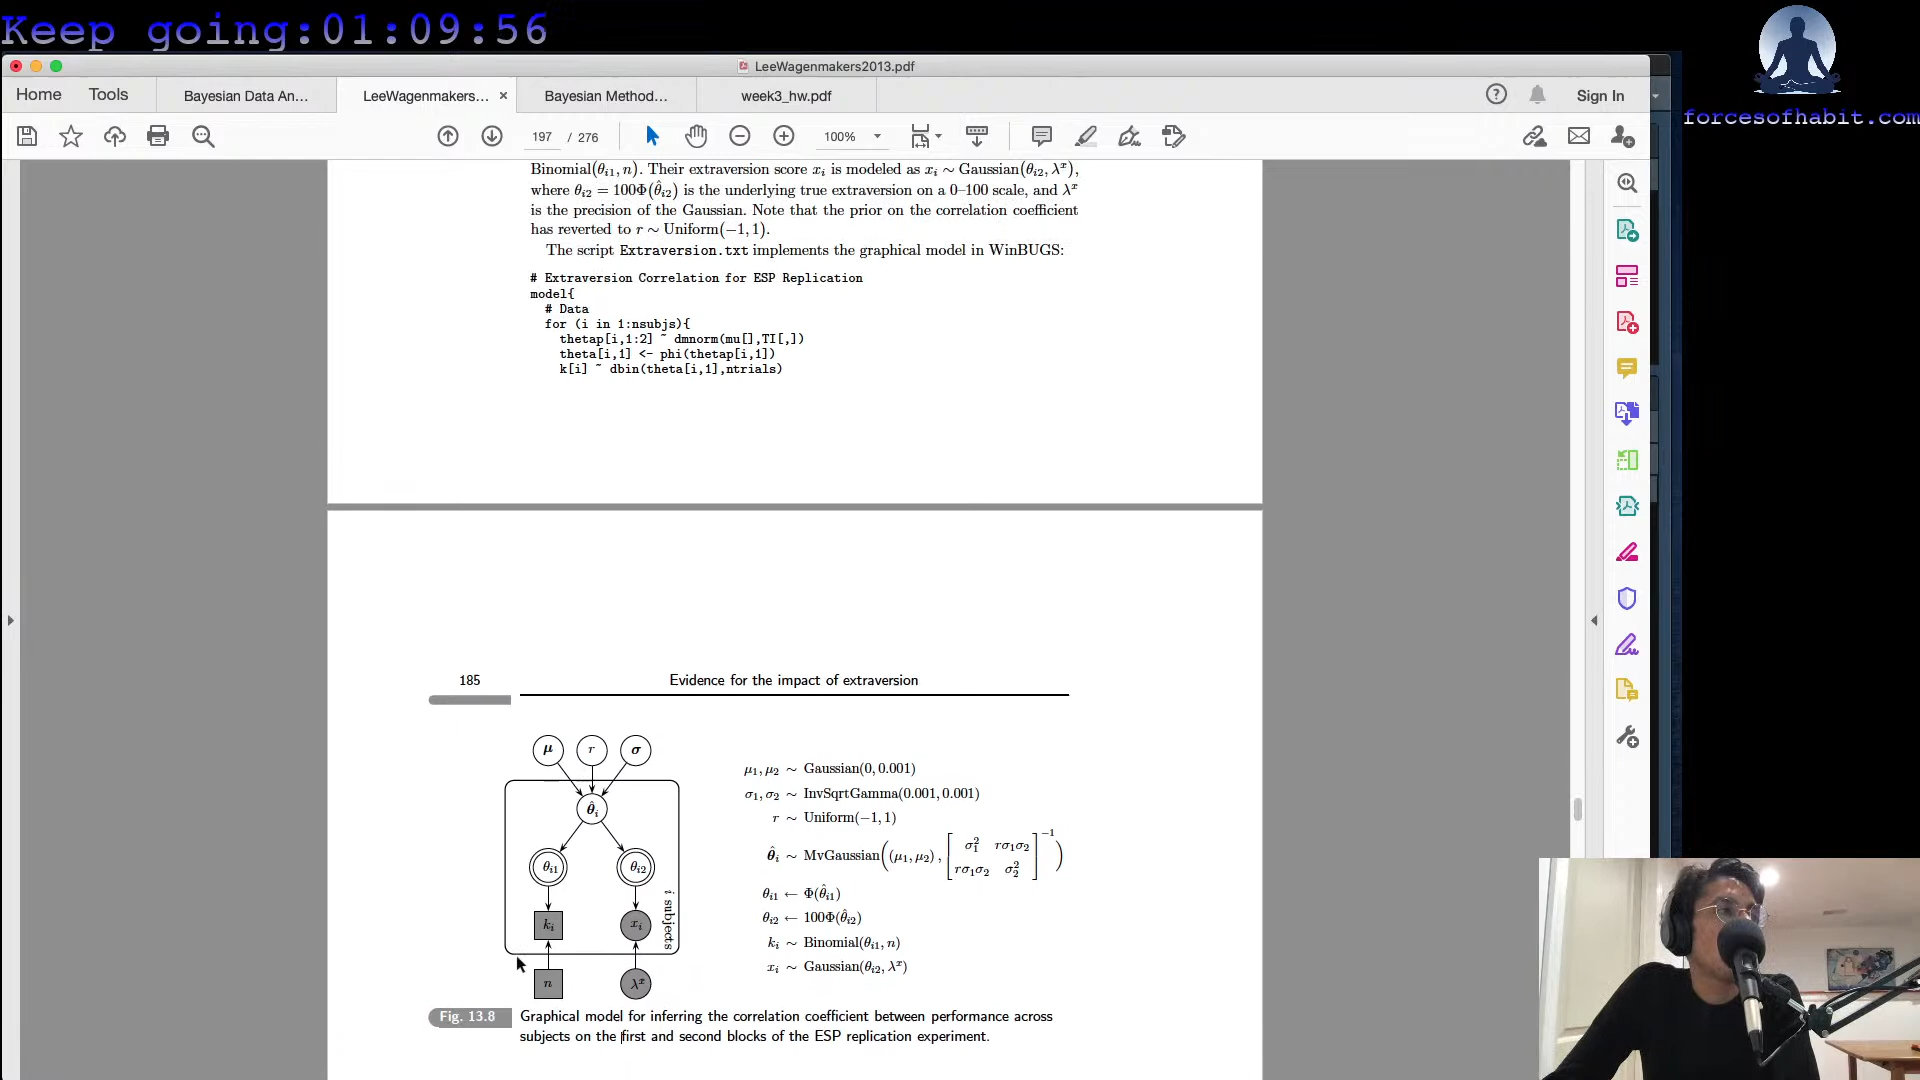 Keep going:01:09:56
forcesofhabit.com
LeeWagenmakers2013.pdf
Home Tools Bayesian Data An... LeeWagenmakers... × Bayesian Method... week3_hw.pdf Sign In
197 / 276 100%
Binomial(θi1, n). Their extraversion score xi is modeled as xi ∼ Gaussian(θi2, λ^x),
where θi2 = 100Φ(θ̂i2) is the underlying true extraversion on a 0–100 scale, and λ^x
is the precision of the Gaussian. Note that the prior on the correlation coefficient
has reverted to r ∼ Uniform(−1, 1).
The script Extraversion.txt implements the graphical model in WinBUGS:
# Extraversion Correlation for ESP Replication
model{
# Data
for (i in 1:nsubjs){
thetap[i,1:2] ~ dmnorm(mu[],TI[,])
theta[i,1] <- phi(thetap[i,1])
k[i] ~ dbin(theta[i,1],ntrials)
185 Evidence for the impact of extraversion
μ r σ
θ̂i
θi1 θi2
ki xi
i subjects
n λ^x
μ1, μ2 ∼ Gaussian(0, 0.001)
σ1, σ2 ∼ InvSqrtGamma(0.001, 0.001)
r ∼ Uniform(−1, 1)
θ̂i ∼ MvGaussian((μ1, μ2), [σ1² rσ1σ2
rσ1σ2 σ2²]⁻¹)
θi1 ← Φ(θ̂i1)
θi2 ← 100Φ(θ̂i2)
ki ∼ Binomial(θi1, n)
xi ∼ Gaussian(θi2, λ^x)
Fig. 13.8 Graphical model for inferring the correlation coefficient between performance across
subjects on the first and second blocks of the ESP replication experiment.